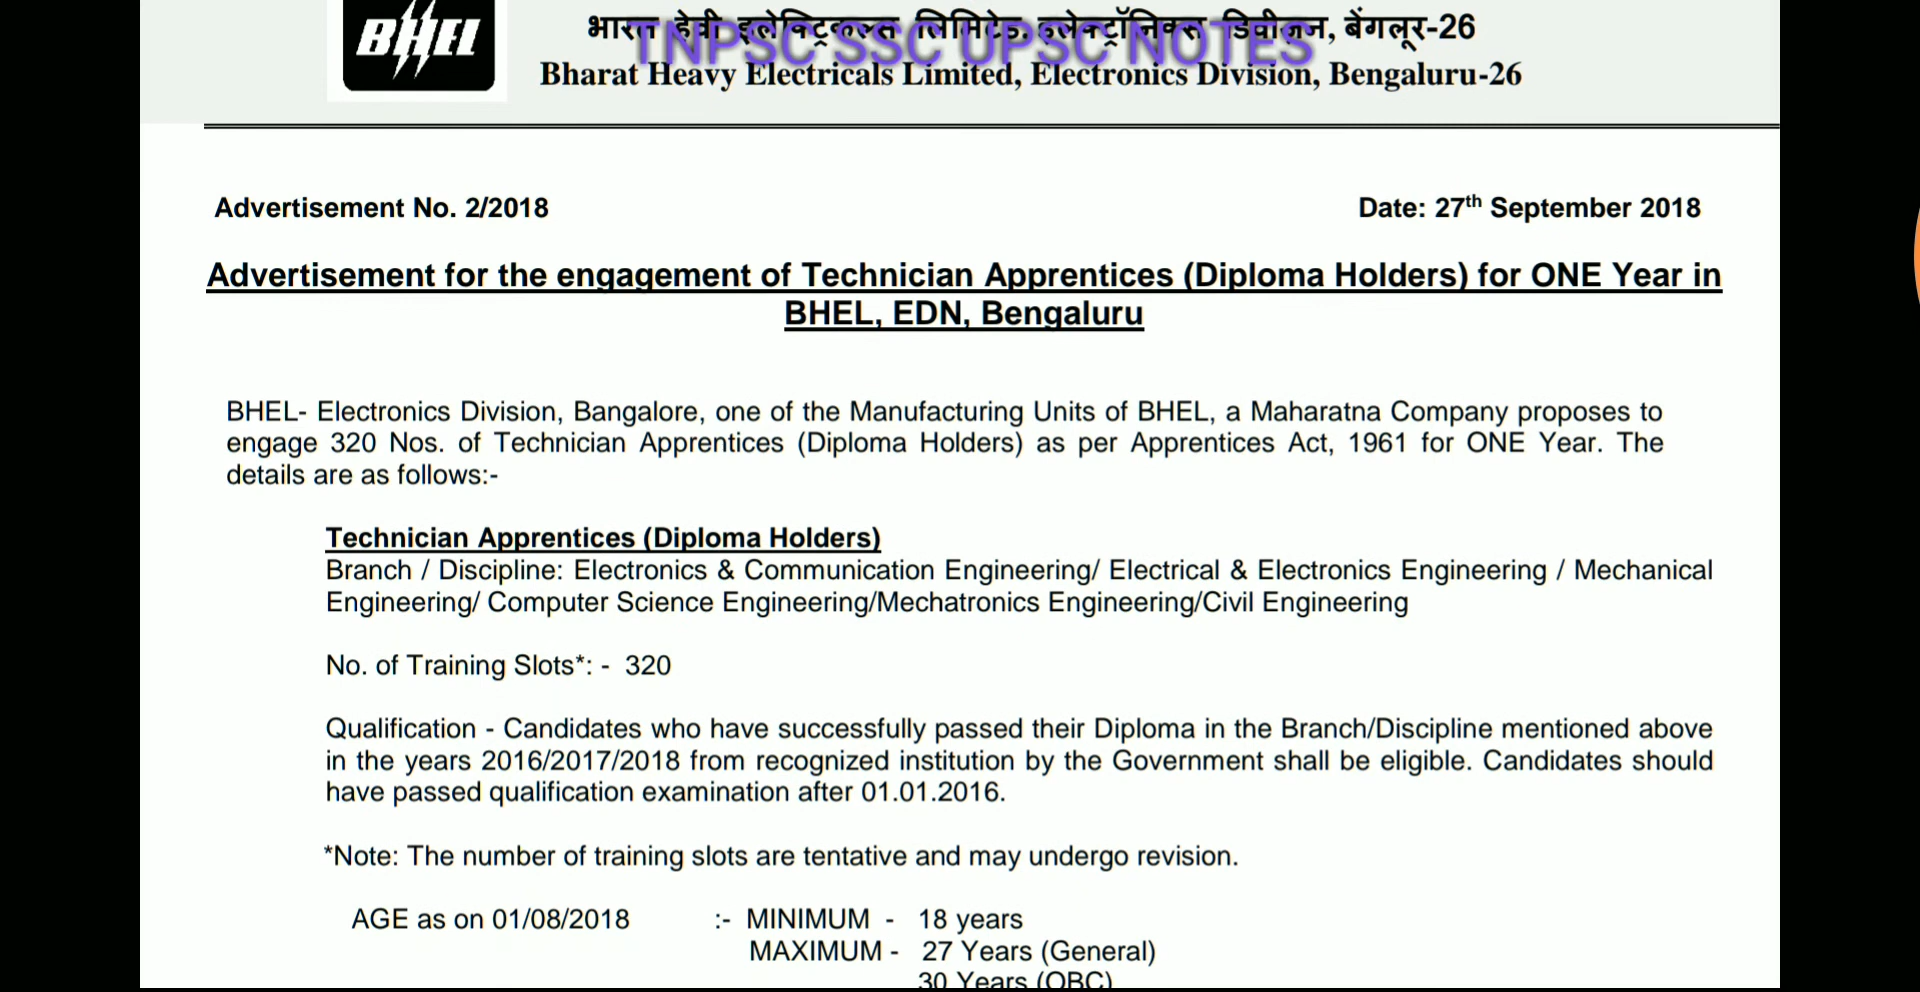 BHEL
भारत हेवी इलेक्ट्रिकल्स लिमिटेड, इलेक्ट्रॉनिक्स डिवीजन, बेंगलूर-26
TNPSC SSC UPSC NOTES
Bharat Heavy Electricals Limited, Electronics Division, Bengaluru-26
Advertisement No. 2/2018 Date: 27th September 2018
Advertisement for the engagement of Technician Apprentices (Diploma Holders) for ONE Year in
BHEL, EDN, Bengaluru
BHEL- Electronics Division, Bangalore, one of the Manufacturing Units of BHEL, a Maharatna Company proposes to
engage 320 Nos. of Technician Apprentices (Diploma Holders) as per Apprentices Act, 1961 for ONE Year. The
details are as follows:-
Technician Apprentices (Diploma Holders)
Branch / Discipline: Electronics & Communication Engineering/ Electrical & Electronics Engineering / Mechanical
Engineering/ Computer Science Engineering/Mechatronics Engineering/Civil Engineering
No. of Training Slots*: - 320
Qualification - Candidates who have successfully passed their Diploma in the Branch/Discipline mentioned above
in the years 2016/2017/2018 from recognized institution by the Government shall be eligible. Candidates should
have passed qualification examination after 01.01.2016.
*Note: The number of training slots are tentative and may undergo revision.
AGE as on 01/08/2018 :- MINIMUM - 18 years
MAXIMUM - 27 Years (General)
30 Years (OBC)